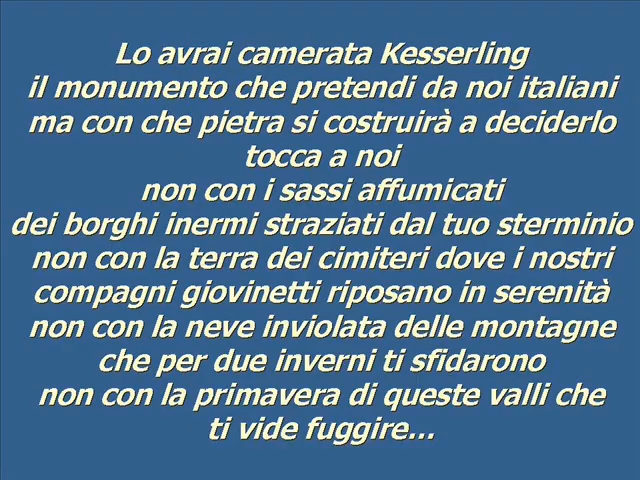 Lo avrai camerata Kesserling
il monumento che pretendi da noi italiani
ma con che pietra si costruirà a deciderlo
tocca a noi
non con i sassi affumicati
dei borghi inermi straziati dal tuo sterminio
non con la terra dei cimiteri dove i nostri
compagni giovinetti riposano in serenità
non con la neve inviolata delle montagne
che per due inverni ti sfidarono
non con la primavera di queste valli che
ti vide fuggire...